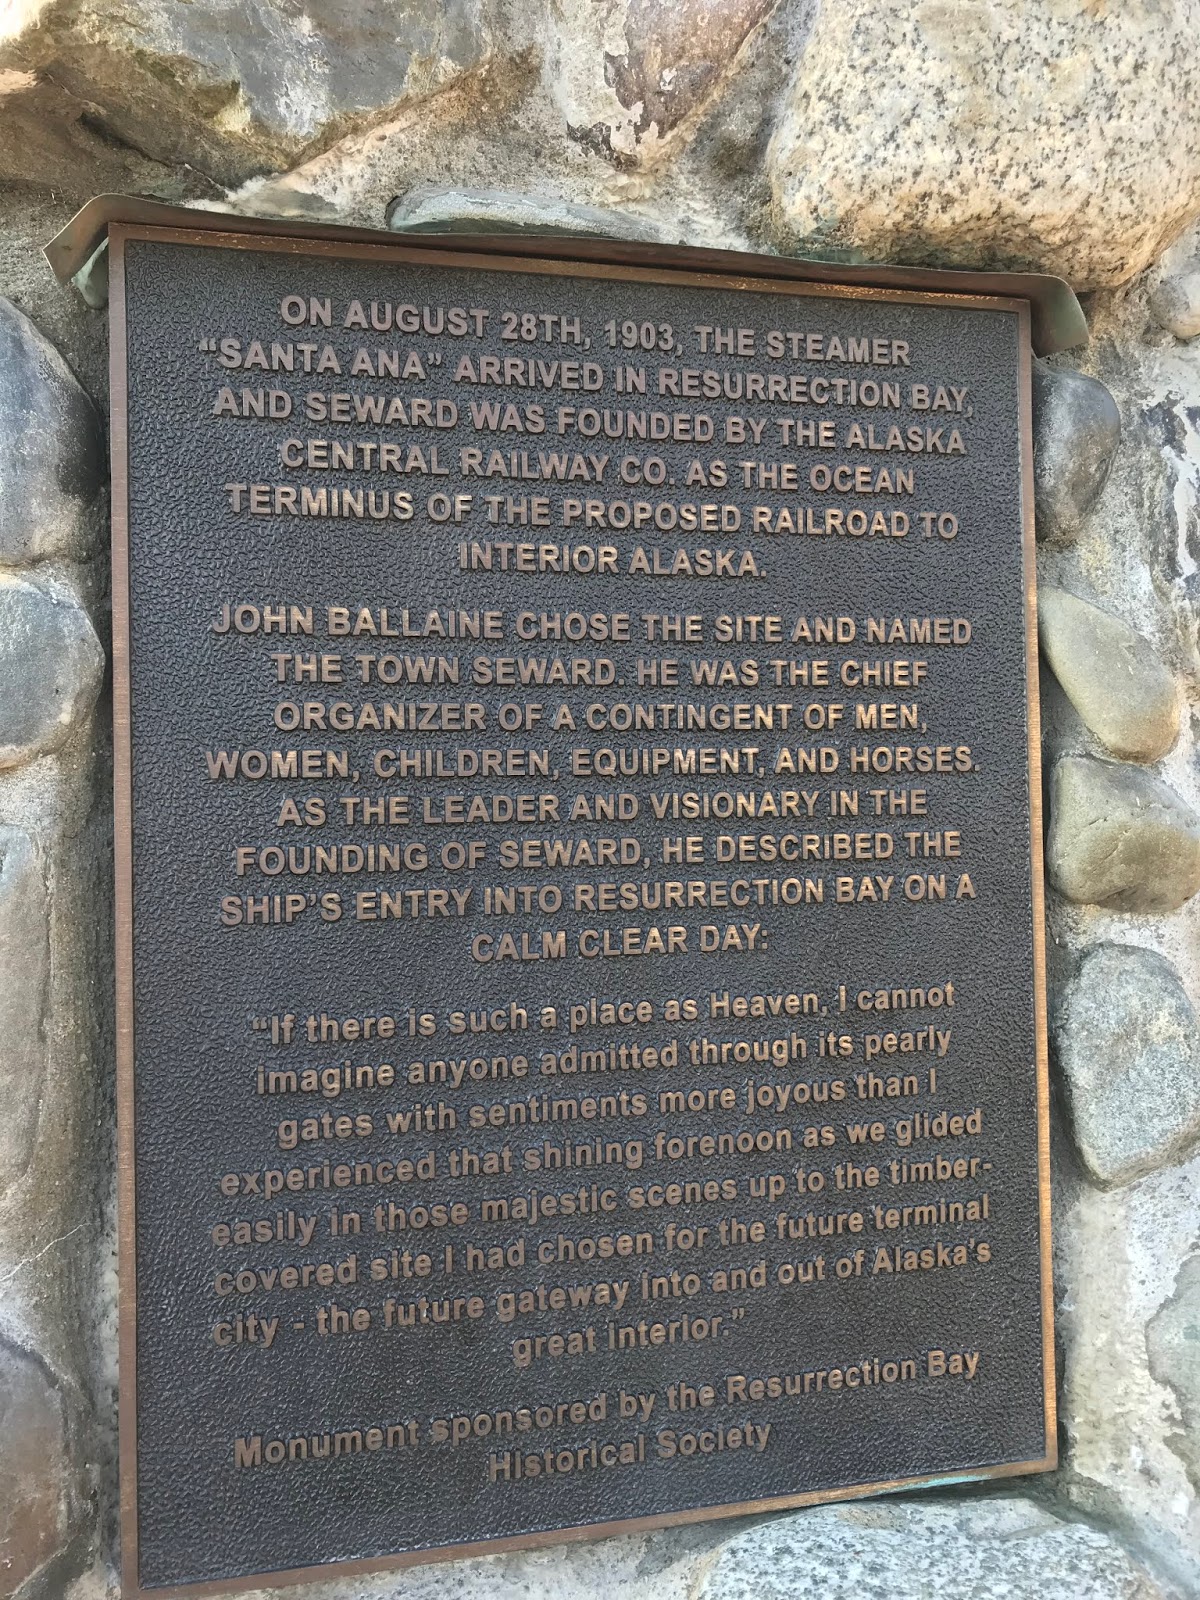 ON AUGUST 28TH, 1903, THE STEAMER
“SANTA ANA” ARRIVED IN RESURRECTION BAY,
AND SEWARD WAS FOUNDED BY THE ALASKA
CENTRAL RAILWAY CO. AS THE OCEAN
TERMINUS OF THE PROPOSED RAILROAD TO
INTERIOR ALASKA.
JOHN BALLAINE CHOSE THE SITE AND NAMED
THE TOWN SEWARD. HE WAS THE CHIEF
ORGANIZER OF A CONTINGENT OF MEN,
WOMEN, CHILDREN, EQUIPMENT, AND HORSES.
AS THE LEADER AND VISIONARY IN THE
FOUNDING OF SEWARD, HE DESCRIBED THE
SHIP’S ENTRY INTO RESURRECTION BAY ON A
CALM CLEAR DAY:
“If there is such a place as Heaven, I cannot
imagine anyone admitted through its pearly
gates with sentiments more joyous than I
experienced that shining forenoon as we glided
easily in those majestic scenes up to the timber-
covered site I had chosen for the future terminal
city - the future gateway into and out of Alaska's
great interior.”
Monument sponsored by the Resurrection Bay
Historical Society